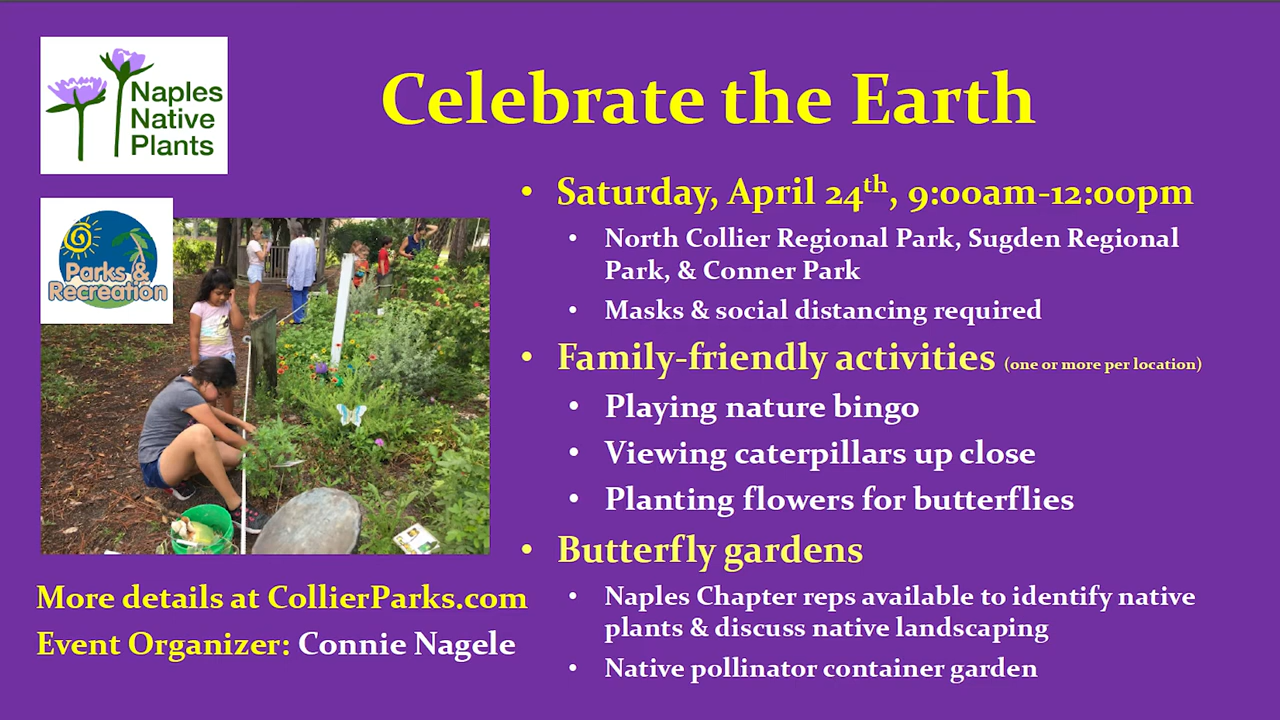 Naples
Native
Plants
Celebrate the Earth
Parks &
Recreation
• Saturday, April 24th, 9:00am-12:00pm
• North Collier Regional Park, Sugden Regional
Park, & Conner Park
• Masks & social distancing required
• Family-friendly activities (one or more per location)
• Playing nature bingo
• Viewing caterpillars up close
• Planting flowers for butterflies
• Butterfly gardens
• Naples Chapter reps available to identify native
plants & discuss native landscaping
• Native pollinator container garden
More details at CollierParks.com
Event Organizer: Connie Nagele